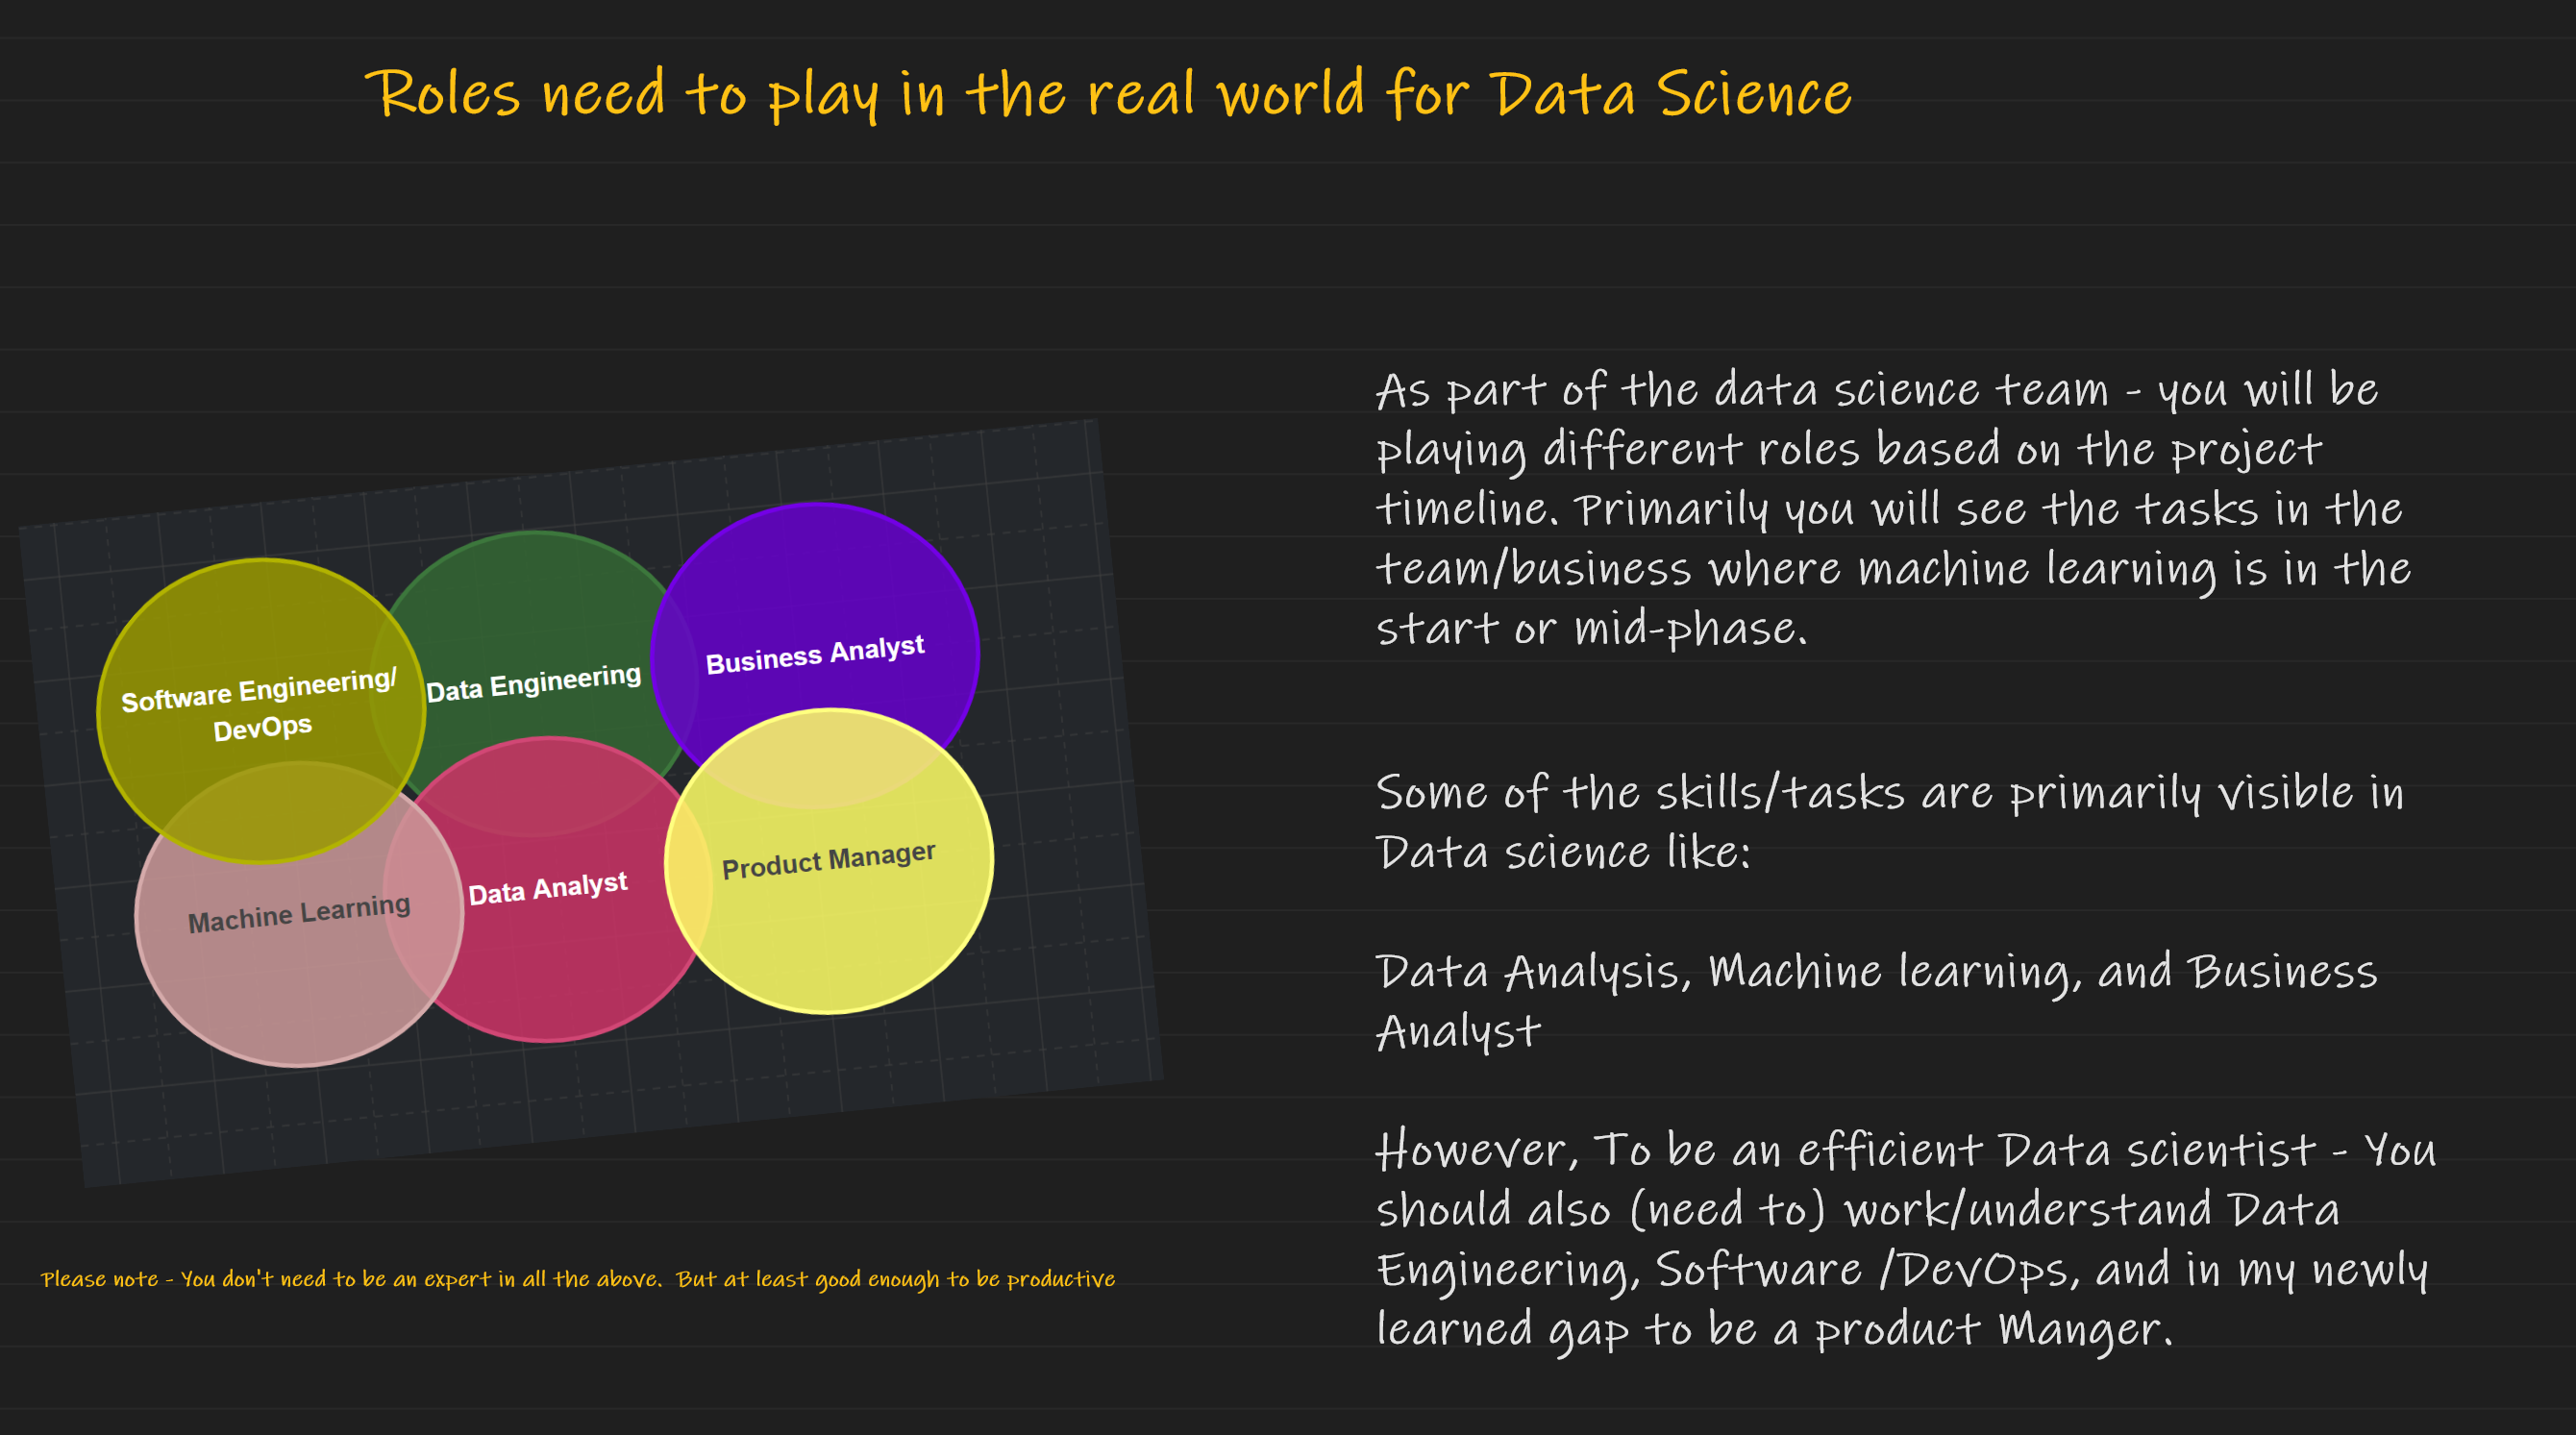 Roles need to play in the real world for Data Science
Software Engineering/
DevOps
Data Engineering
Business Analyst
Machine Learning
Data Analyst
Product Manager
Please note - You don't need to be an expert in all the above. But at least good enough to be productive
As part of the data science team - you will be
playing different roles based on the project
timeline. Primarily you will see the tasks in the
team/business where machine learning is in the
start or mid-phase.
Some of the skills/tasks are primarily visible in
Data science like:
Data Analysis, Machine learning, and Business
Analyst
However, To be an efficient Data scientist - You
should also (need to) work/understand Data
Engineering, Software /DevOps, and in my newly
learned gap to be a product Manger.